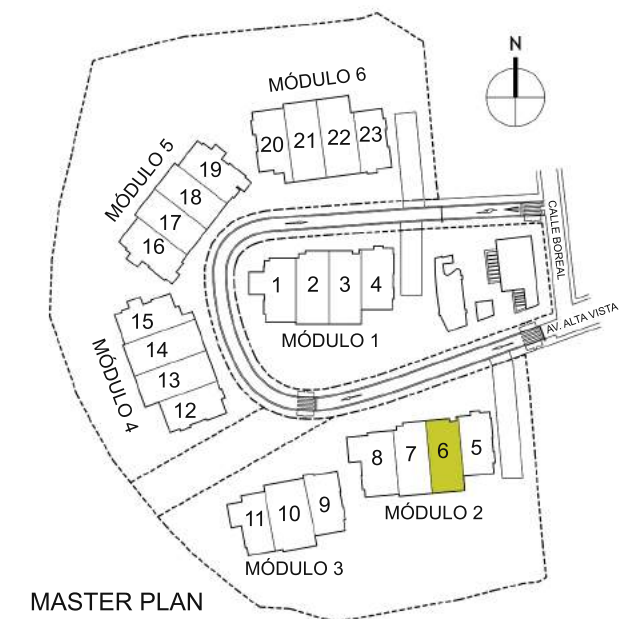 N
MÓDULO 6
20 21 22 23
MÓDULO 5
19
18
17
16
CALLE BOREAL
1 2 3 4
MÓDULO 1
AV. ALTA VISTA
15
14
13
12
MÓDULO 4
8 7 6 5
MÓDULO 2
11 10 9
MÓDULO 3
MASTER PLAN